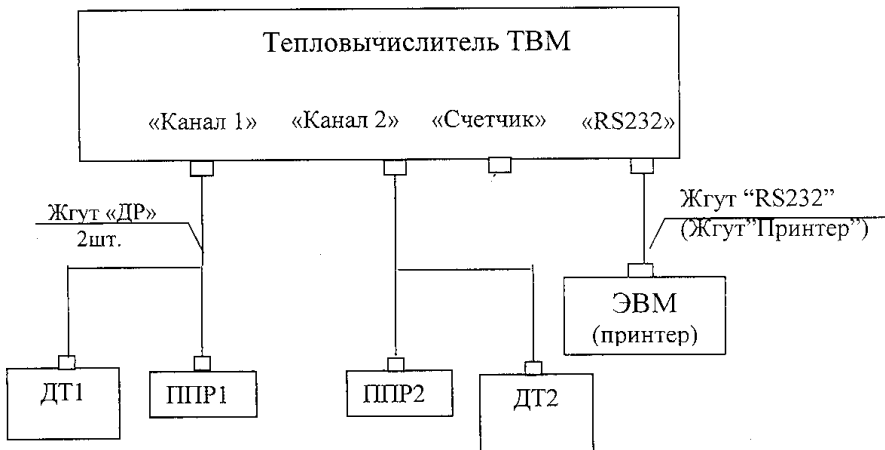 Тепловычислитель ТВМ
«Канал 1» «Канал 2» «Счетчик» «RS232»
Жгут «ДР»
2шт.
Жгут “RS232”
(Жгут”Принтер”)
ЭВМ
(принтер)
ДТ1 ППР1 ППР2 ДТ2